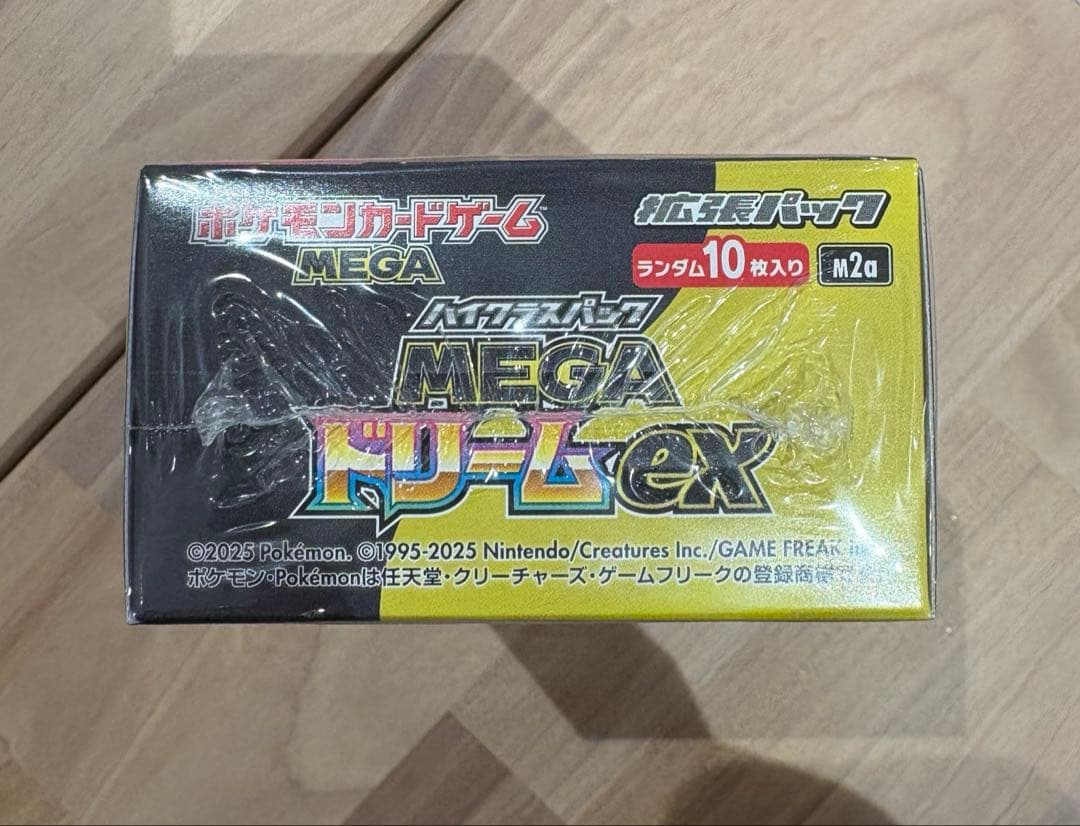 ポケモンカードゲーム™
MEGA
拡張パック
ランダム10枚入り
M2a
ハイクラスパック
MEGA
ドリームex
©2025 Pokémon. ©1995-2025 Nintendo/Creatures Inc./GAME FREAK
ポケモン・Pokémonは任天堂・クリーチャーズ・ゲームフリークの登録商標